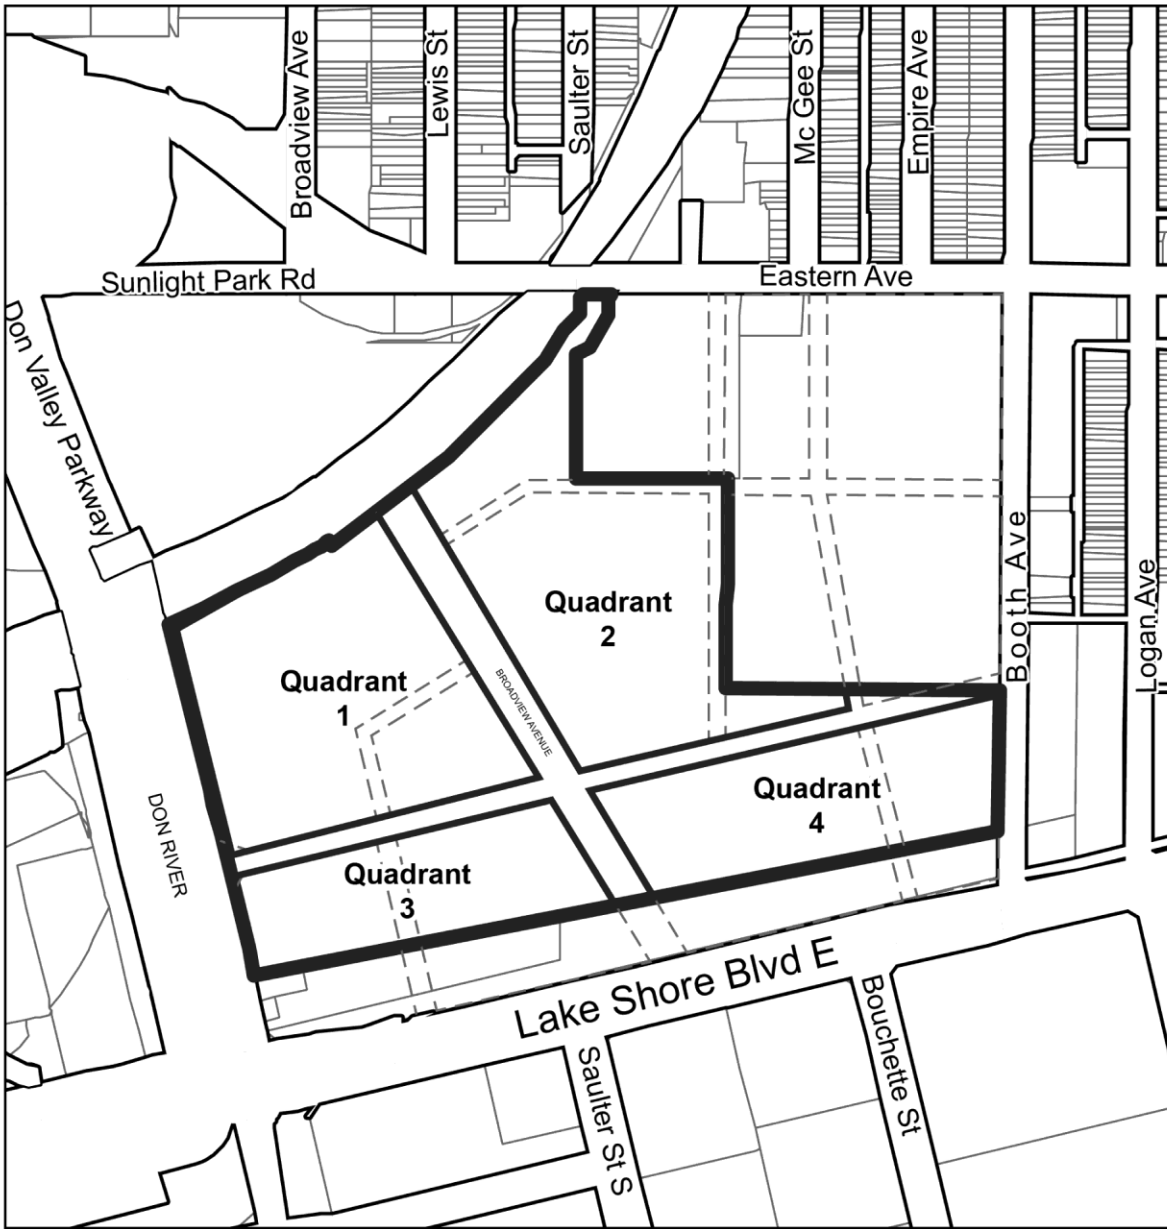 Broadview Ave
Lewis St
Saulter St
Mc Gee St
Empire Ave
Sunlight Park Rd
Eastern Ave
Don Valley Parkway
Booth Ave
Logan Ave
Quadrant
2
Quadrant
1
BROADVIEW AVENUE
Quadrant
4
DON RIVER
Quadrant
3
Lake Shore Blvd E
Bouchette St
Saulter St S